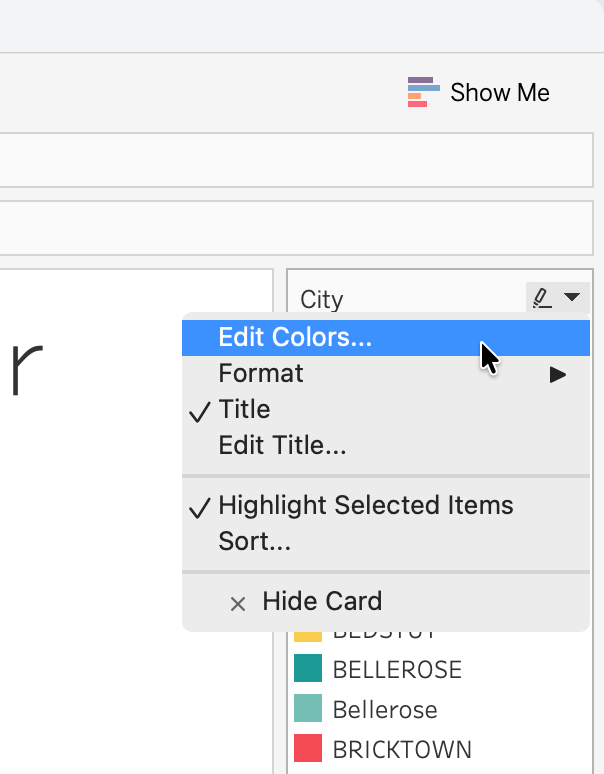 Show Me
City
r
Edit Colors...
Format
Title
Edit Title...
Highlight Selected Items
Sort...
Hide Card
BELLEROSE
Bellerose
BRICKTOWN